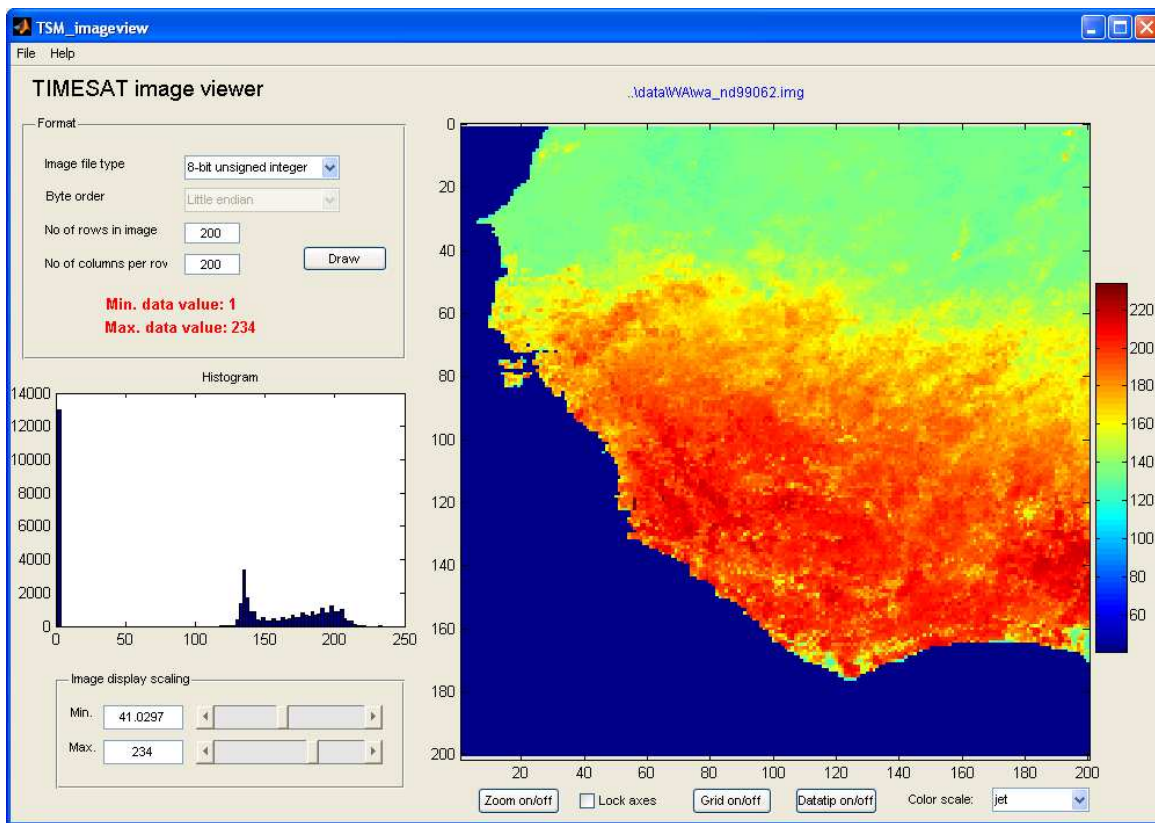 TSM_imageview
File Help
TIMESAT image viewer
Format
Image file type
8-bit unsigned integer
Byte order
Little endian
No of rows in image
200
No of columns per rov
200
Draw
Min. data value: 1
Max. data value: 234
Histogram
14000
12000
10000
8000
6000
4000
2000
0
0 50 100 150 200 250
Image display scaling
Min.
41.0297
Max.
234
..\data\WA\wa_nd99062.img
0
20
40
60
80
100
120
140
160
180
200
20 40 60 80 100 120 140 160 180 200
220
200
180
160
140
120
100
80
60
Zoom on/off
Lock axes
Grid on/off
Datatip on/off
Color scale:
jet